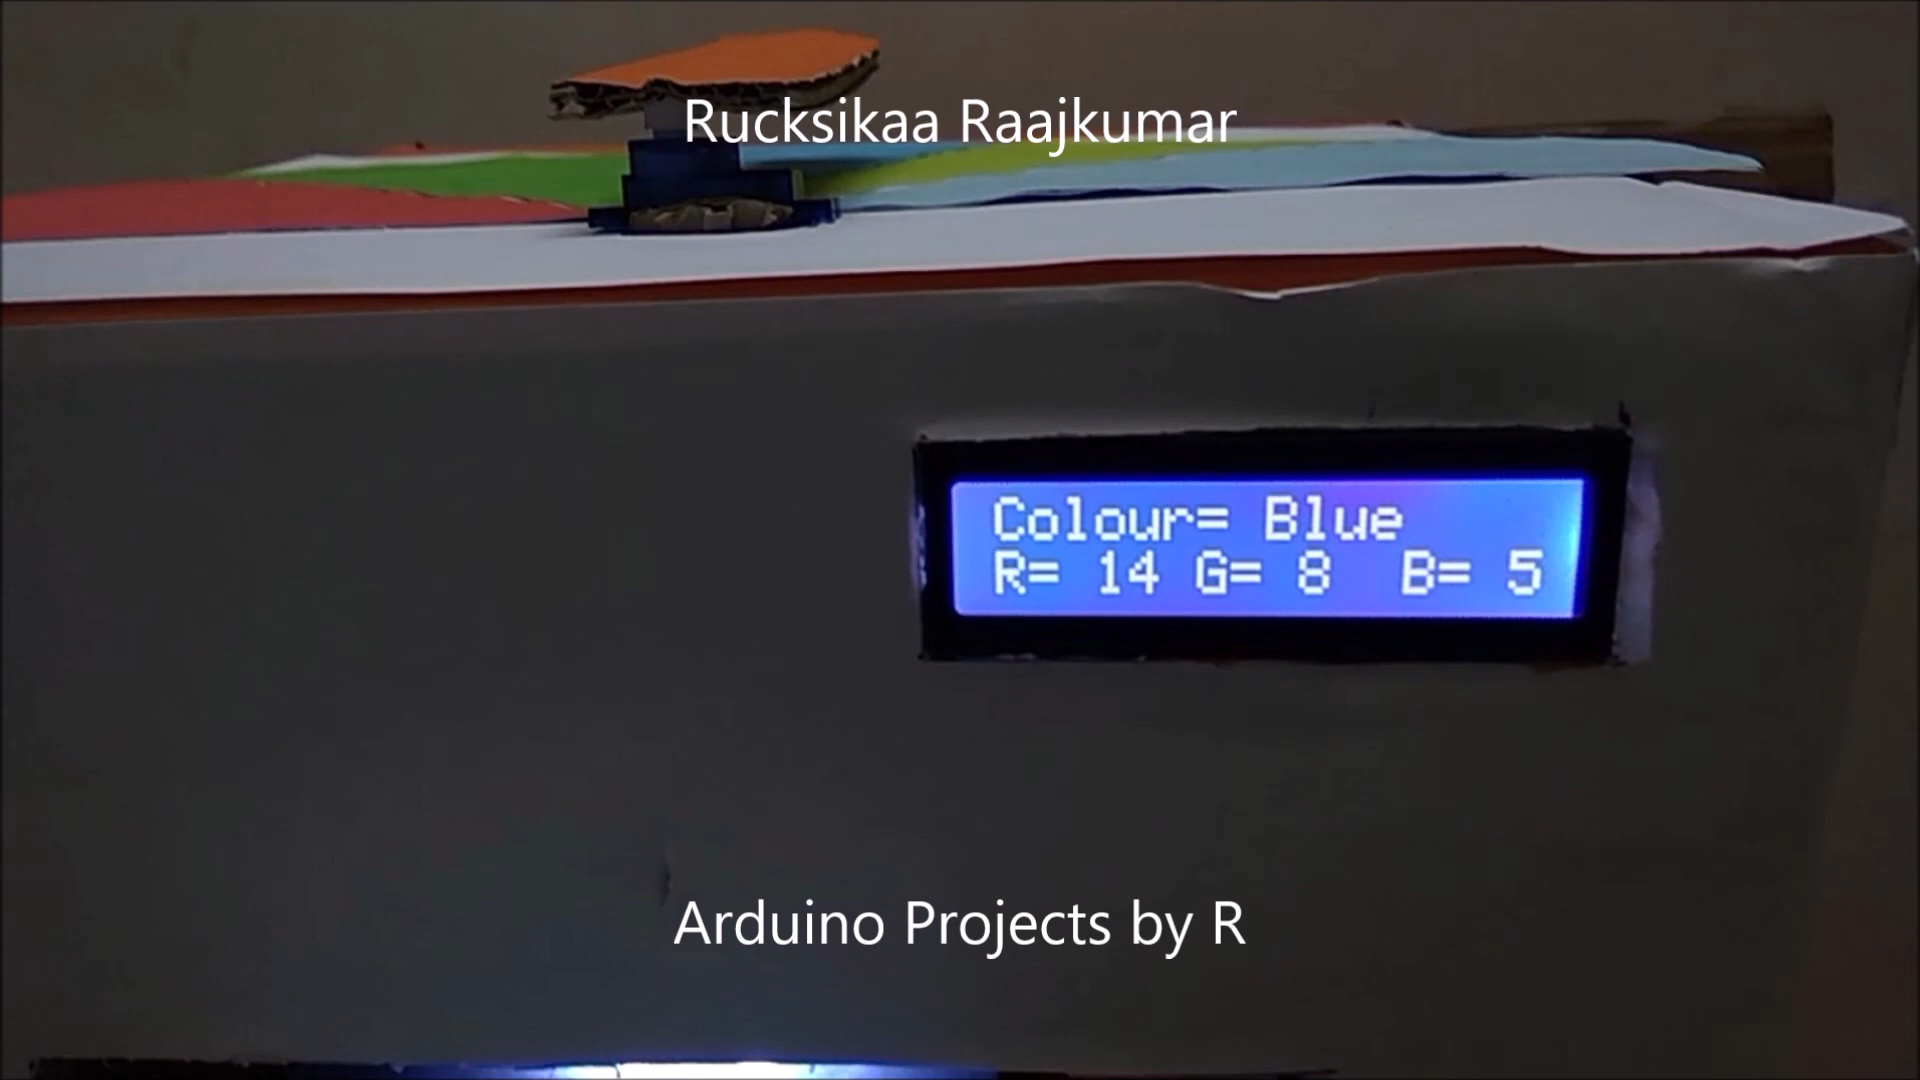 Rucksikaa Raajkumar
Colour= Blue
R= 14 G= 8 B= 5
Arduino Projects by R